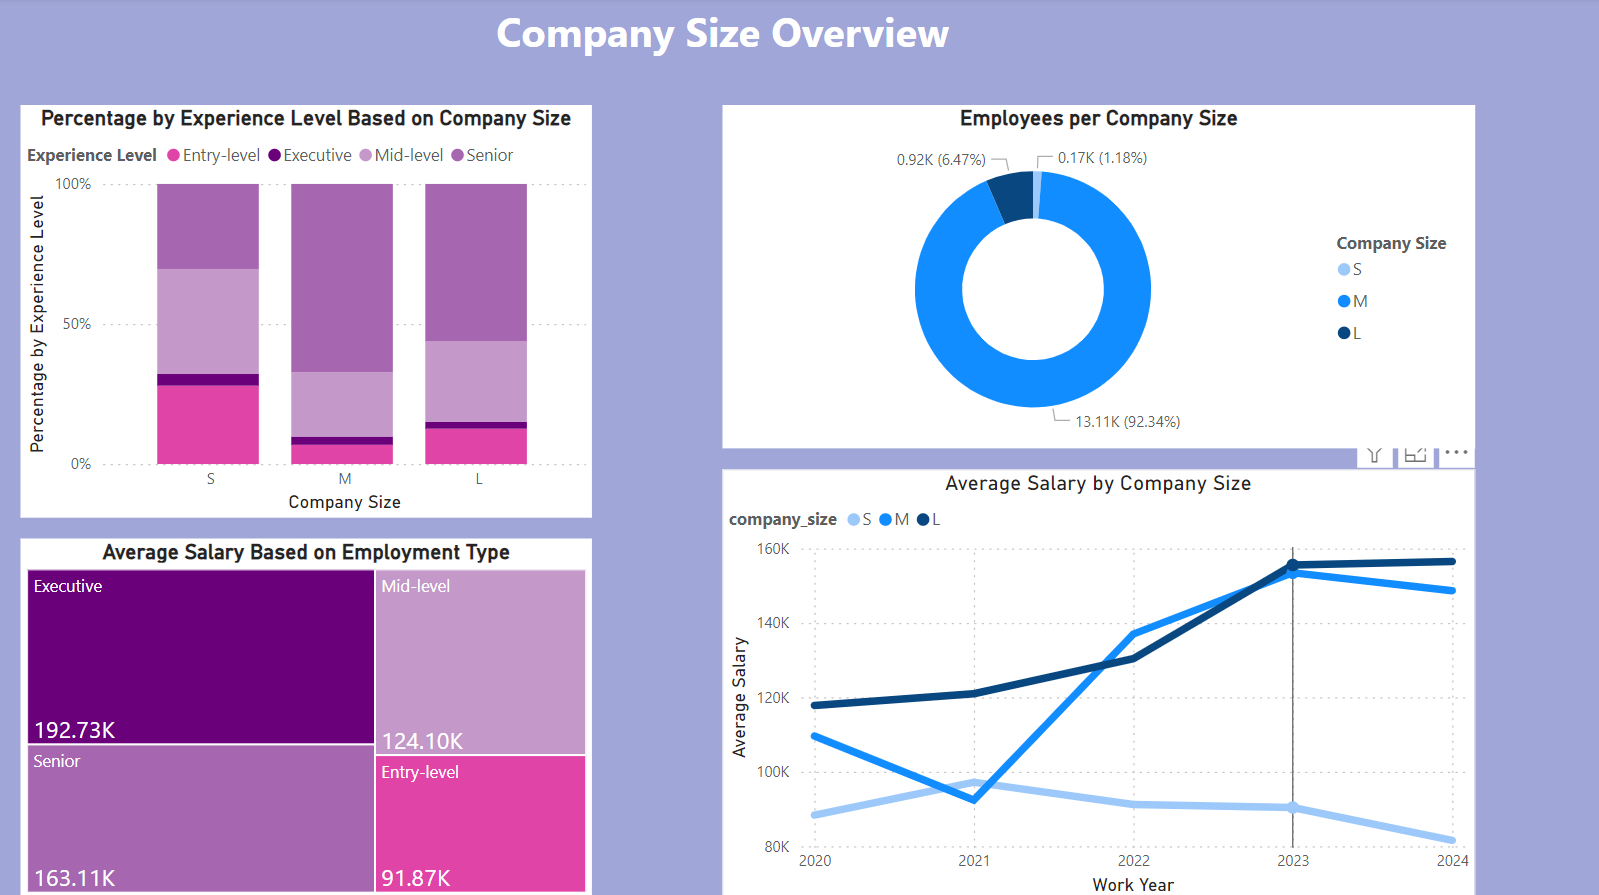 Company Size Overview
Percentage by Experience Level Based on Company Size
Experience Level Entry-level Executive Mid-level Senior
100%
50%
0%
Percentage by Experience Level
S M L
Company Size
Employees per Company Size
0.92K (6.47%) 0.17K (1.18%)
13.11K (92.34%)
Company Size
S
M
L
Average Salary Based on Employment Type
Executive
192.73K
Mid-level
124.10K
Senior
163.11K
Entry-level
91.87K
Average Salary by Company Size
company_size S M L
160K
140K
120K
100K
80K
Average Salary
2020 2021 2022 2023 2024
Work Year